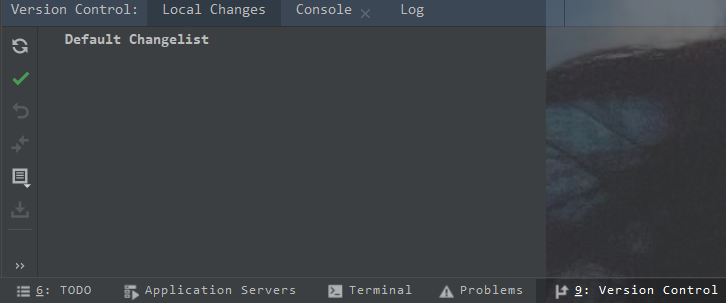 Version Control: Local Changes Console Log
Default Changelist
6: TODO Application Servers Terminal Problems 9: Version Control